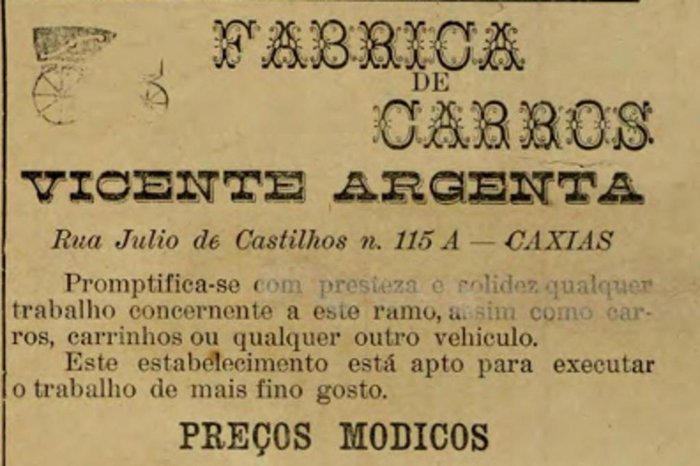 FABRICA
DE
CARROS
VICENTE ARGENTA
Rua Julio de Castilhos n. 115 A — CAXIAS
Promptifica-se com presteza e solidez qualquer
trabalho concernente a este ramo, assim como car-
ros, carrinhos ou qualquer outro vehiculo.
Este estabelecimento está apto para executar
o trabalho de mais fino gosto.
PREÇOS MODICOS